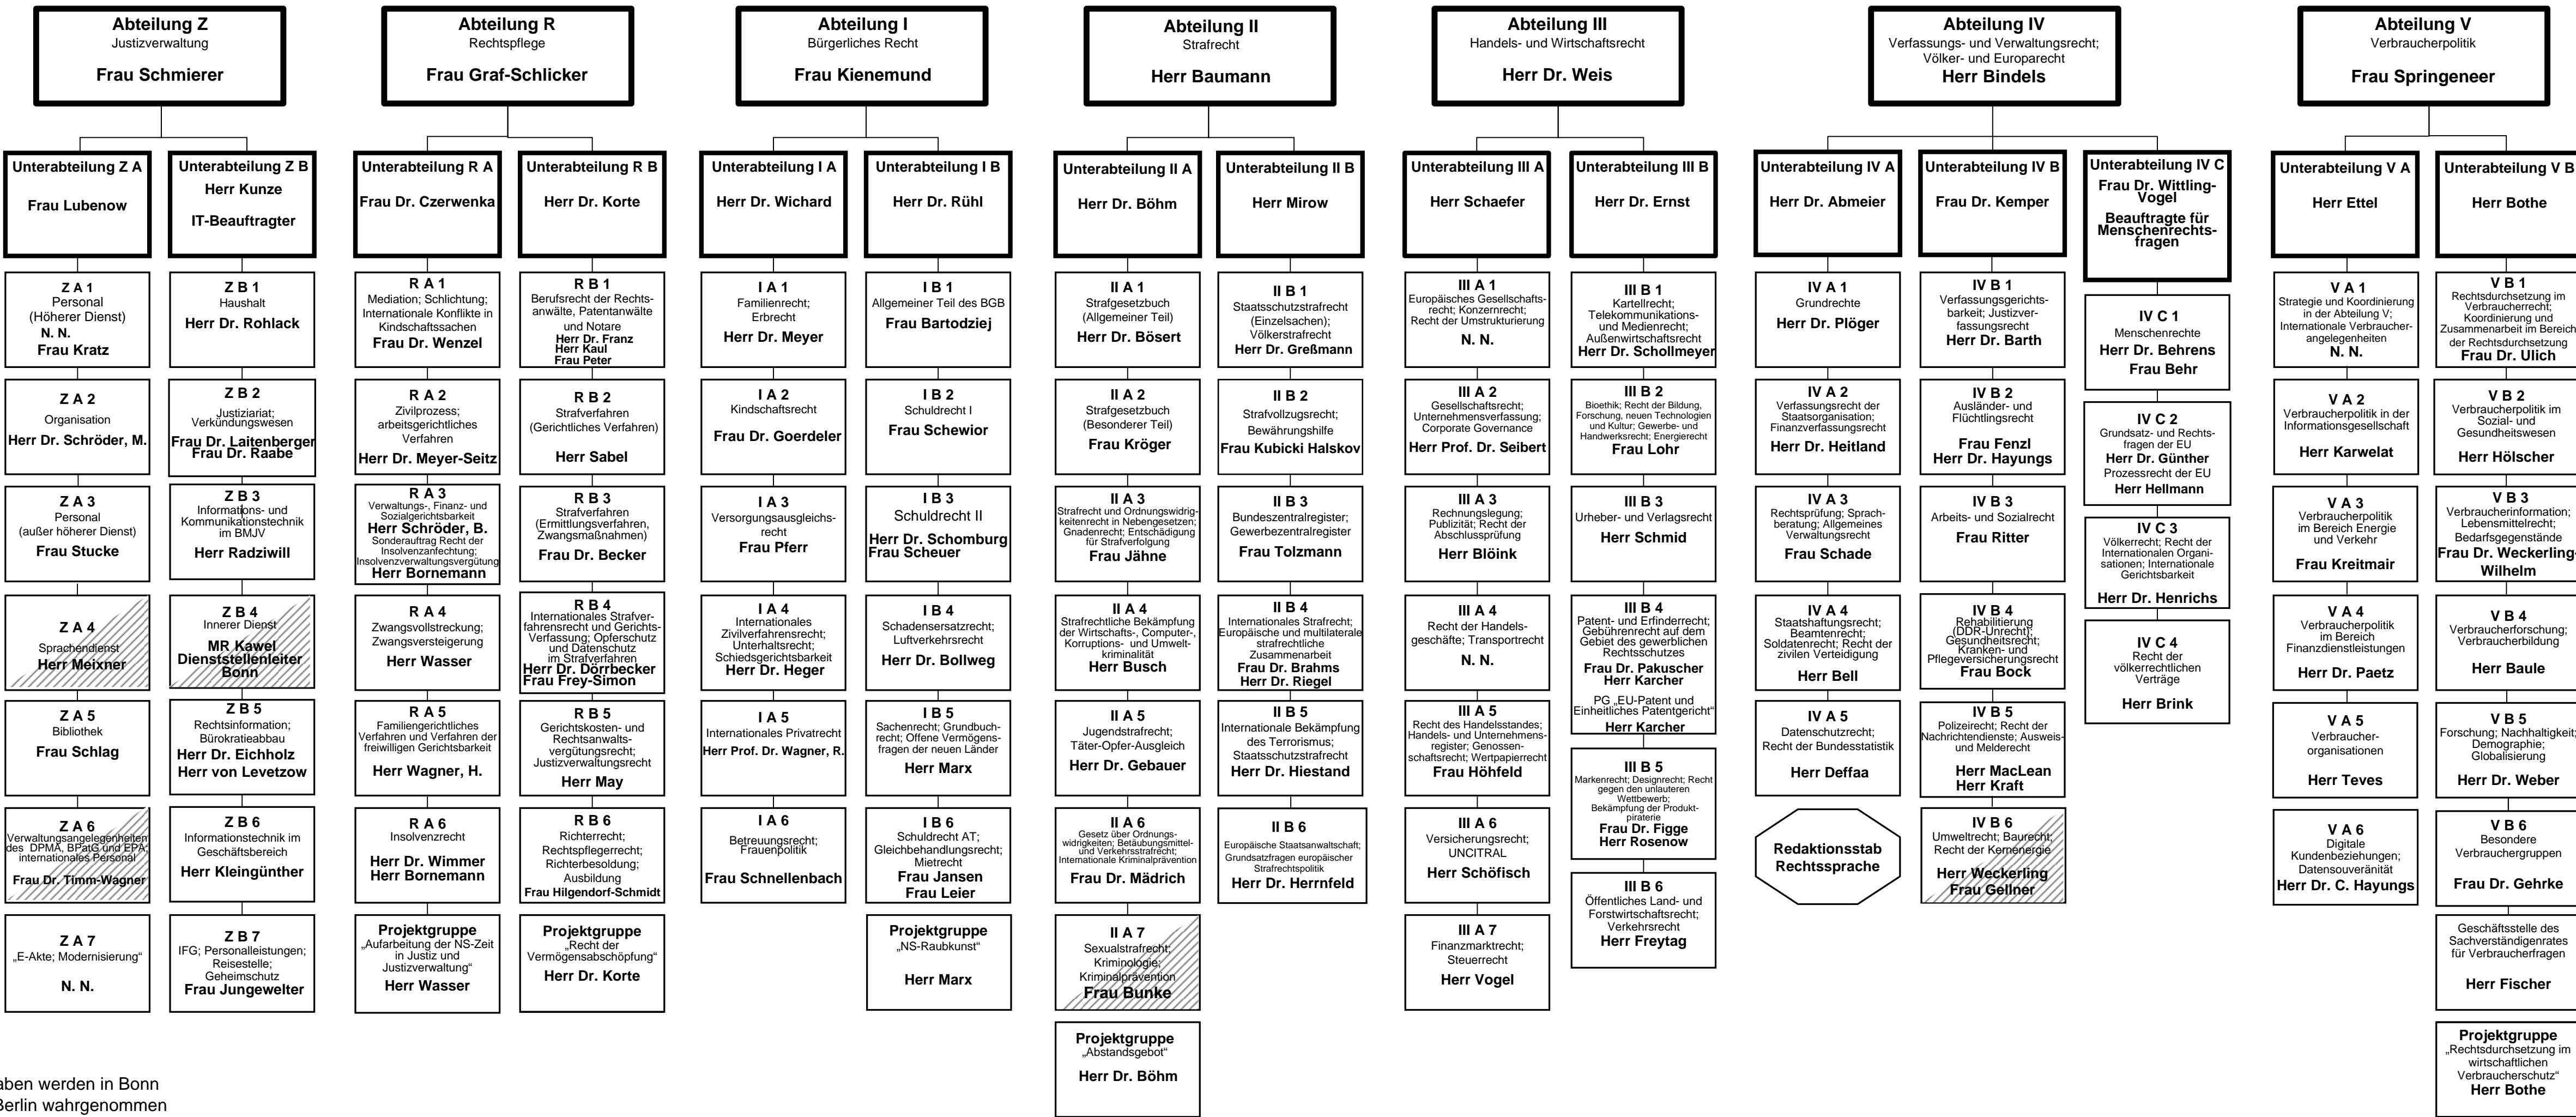 Abteilung Z
Justizverwaltung
Frau Schmierer
Unterabteilung Z A
Frau Lubenow
Z A 1
Personal
(Höherer Dienst)
N. N.
Frau Kratz
Z A 2
Organisation
Herr Dr. Schröder, M.
Z A 3
Personal
(außer höherer Dienst)
Frau Stucke
Z A 4
Sprachendienst
Herr Meixner
Z A 5
Bibliothek
Frau Schlag
Z A 6
Verwaltungsangelegenheiten
des DPMA, BPatG und EPA;
internationales Personal
Frau Dr. Timm-Wagner
Z A 7
„E-Akte; Modernisierung“
N. N.
Unterabteilung Z B
Herr Kunze
IT-Beauftragter
Z B 1
Haushalt
Herr Dr. Rohlack
Z B 2
Justiziariat;
Verkündungswesen
Frau Dr. Laitenberger
Frau Dr. Raabe
Z B 3
Informations- und
Kommunikationstechnik
im BMJV
Herr Radziwill
Z B 4
Innerer Dienst
MR Kawel
Dienststellenleiter
Bonn
Z B 5
Rechtsinformation;
Bürokratieabbau
Herr Dr. Eichholz
Herr von Levetzow
Z B 6
Informationstechnik im
Geschäftsbereich
Herr Kleingünther
Z B 7
IFG; Personalleistungen;
Reisestelle;
Geheimschutz
Frau Jungewelter
Abteilung R
Rechtspflege
Frau Graf-Schlicker
Unterabteilung R A
Frau Dr. Czerwenka
R A 1
Mediation; Schlichtung;
Internationale Konflikte in
Kindschaftssachen
Frau Dr. Wenzel
R A 2
Zivilprozess;
arbeitsgerichtliches
Verfahren
Herr Dr. Meyer-Seitz
R A 3
Verwaltungs-, Finanz- und
Sozialgerichtsbarkeit
Herr Schröder, B.
Sonderauftrag Recht der
Insolvenzanfechtung;
Insolvenzverwaltungsvergütung
Herr Bornemann
R A 4
Zwangsvollstreckung;
Zwangsversteigerung
Herr Wasser
R A 5
Familiengerichtliches
Verfahren und Verfahren der
freiwilligen Gerichtsbarkeit
Herr Wagner, H.
R A 6
Insolvenzrecht
Herr Dr. Wimmer
Herr Bornemann
Projektgruppe
„Aufarbeitung der NS-Zeit
in Justiz und
Justizverwaltung“
Herr Wasser
Unterabteilung R B
Herr Dr. Korte
R B 1
Berufsrecht der Rechts-
anwälte, Patentanwälte
und Notare
Herr Dr. Franz
Herr Kaul
Frau Peter
R B 2
Strafverfahren
(Gerichtliches Verfahren)
Herr Sabel
R B 3
Strafverfahren
(Ermittlungsverfahren,
Zwangsmaßnahmen)
Frau Dr. Becker
R B 4
Internationales Strafver-
fahrensrecht und Gerichts-
Verfassung; Opferschutz
und Datenschutz
im Strafverfahren
Herr Dr. Dörrbecker
Frau Frey-Simon
R B 5
Gerichtskosten- und
Rechtsanwalts-
vergütungsrecht;
Justizverwaltungsrecht
Herr May
R B 6
Richterrecht;
Rechtspflegerrecht;
Richterbesoldung;
Ausbildung
Frau Hilgendorf-Schmidt
Projektgruppe
„Recht der
Vermögensabschöpfung“
Herr Dr. Korte
Abteilung I
Bürgerliches Recht
Frau Kienemund
Unterabteilung I A
Herr Dr. Wichard
I A 1
Familienrecht;
Erbrecht
Herr Dr. Meyer
I A 2
Kindschaftsrecht
Frau Dr. Goerdeler
I A 3
Versorgungsausgleichs-
recht
Frau Pferr
I A 4
Internationales
Zivilverfahrensrecht;
Unterhaltsrecht;
Schiedsgerichtsbarkeit
Herr Dr. Heger
I A 5
Internationales Privatrecht
Herr Prof. Dr. Wagner, R.
I A 6
Betreuungsrecht;
Frauenpolitik
Frau Schnellenbach
Unterabteilung I B
Herr Dr. Rühl
I B 1
Allgemeiner Teil des BGB
Frau Bartodziej
I B 2
Schuldrecht I
Frau Schewior
I B 3
Schuldrecht II
Herr Dr. Schomburg
Frau Scheuer
I B 4
Schadensersatzrecht;
Luftverkehrsrecht
Herr Dr. Bollweg
I B 5
Sachenrecht; Grundbuch-
recht; Offene Vermögens-
fragen der neuen Länder
Herr Marx
I B 6
Schuldrecht AT;
Gleichbehandlungsrecht;
Mietrecht
Frau Jansen
Frau Leier
Projektgruppe
„NS-Raubkunst“
Herr Marx
Abteilung II
Strafrecht
Herr Baumann
Unterabteilung II A
Herr Dr. Böhm
II A 1
Strafgesetzbuch
(Allgemeiner Teil)
Herr Dr. Bösert
II A 2
Strafgesetzbuch
(Besonderer Teil)
Frau Kröger
II A 3
Strafrecht und Ordnungswidrig-
keitenrecht in Nebengesetzen;
Gnadenrecht; Entschädigung
für Strafverfolgung
Frau Jähne
II A 4
Strafrechtliche Bekämpfung
der Wirtschafts-, Computer-,
Korruptions- und Umwelt-
kriminalität
Herr Busch
II A 5
Jugendstrafrecht;
Täter-Opfer-Ausgleich
Herr Dr. Gebauer
II A 6
Gesetz über Ordnungs-
widrigkeiten; Betäubungsmittel-
und Verkehrsstrafrecht;
Internationale Kriminalprävention
Frau Dr. Mädrich
II A 7
Sexualstrafrecht;
Kriminologie;
Kriminalprävention
Frau Bunke
Projektgruppe
„Abstandsgebot“
Herr Dr. Böhm
Unterabteilung II B
Herr Mirow
II B 1
Staatsschutzstrafrecht
(Einzelsachen);
Völkerstrafrecht
Herr Dr. Greßmann
II B 2
Strafvollzugsrecht;
Bewährungshilfe
Frau Kubicki Halskov
II B 3
Bundeszentralregister;
Gewerbezentralregister
Frau Tolzmann
II B 4
Internationales Strafrecht;
Europäische und multilaterale
strafrechtliche
Zusammenarbeit
Frau Dr. Brahms
Herr Dr. Riegel
II B 5
Internationale Bekämpfung
des Terrorismus;
Staatsschutzstrafrecht
Herr Dr. Hiestand
II B 6
Europäische Staatsanwaltschaft;
Grundsatzfragen europäischer
Strafrechtspolitik
Herr Dr. Herrnfeld
Abteilung III
Handels- und Wirtschaftsrecht
Herr Dr. Weis
Unterabteilung III A
Herr Schaefer
III A 1
Europäisches Gesellschafts-
recht; Konzernrecht;
Recht der Umstrukturierung
N. N.
III A 2
Gesellschaftsrecht;
Unternehmensverfassung;
Corporate Governance
Herr Prof. Dr. Seibert
III A 3
Rechnungslegung;
Publizität; Recht der
Abschlussprüfung
Herr Blöink
III A 4
Recht der Handels-
geschäfte; Transportrecht
N. N.
III A 5
Recht des Handelsstandes;
Handels- und Unternehmens-
register; Genossen-
schaftsrecht; Wertpapierrecht
Frau Höhfeld
III A 6
Versicherungsrecht;
UNCITRAL
Herr Schöfisch
III A 7
Finanzmarktrecht;
Steuerrecht
Herr Vogel
Unterabteilung III B
Herr Dr. Ernst
III B 1
Kartellrecht;
Telekommunikations-
und Medienrecht;
Außenwirtschaftsrecht
Herr Dr. Schollmeyer
III B 2
Bioethik; Recht der Bildung,
Forschung, neuen Technologien
und Kultur; Gewerbe- und
Handwerksrecht; Energierecht
Frau Lohr
III B 3
Urheber- und Verlagsrecht
Herr Schmid
III B 4
Patent- und Erfinderrecht;
Gebührenrecht auf dem
Gebiet des gewerblichen
Rechtsschutzes
Frau Dr. Pakuscher
Herr Karcher
PG „EU-Patent und
Einheitliches Patentgericht“
Herr Karcher
III B 5
Markenrecht; Designrecht; Recht
gegen den unlauteren
Wettbewerb;
Bekämpfung der Produkt-
piraterie
Frau Dr. Figge
Herr Rosenow
III B 6
Öffentliches Land- und
Forstwirtschaftsrecht;
Verkehrsrecht
Herr Freytag
Abteilung IV
Verfassungs- und Verwaltungsrecht;
Völker- und Europarecht
Herr Bindels
Unterabteilung IV A
Herr Dr. Abmeier
IV A 1
Grundrechte
Herr Dr. Plöger
IV A 2
Verfassungsrecht der
Staatsorganisation;
Finanzverfassungsrecht
Herr Dr. Heitland
IV A 3
Rechtsprüfung; Sprach-
beratung; Allgemeines
Verwaltungsrecht
Frau Schade
IV A 4
Staatshaftungsrecht;
Beamtenrecht;
Soldatenrecht; Recht der
zivilen Verteidigung
Herr Bell
IV A 5
Datenschutzrecht;
Recht der Bundesstatistik
Herr Deffaa
Redaktionsstab
Rechtssprache
Unterabteilung IV B
Frau Dr. Kemper
IV B 1
Verfassungsgerichts-
barkeit; Justizver-
fassungsrecht
Herr Dr. Barth
IV B 2
Ausländer- und
Flüchtlingsrecht
Frau Fenzl
Herr Dr. Hayungs
IV B 3
Arbeits- und Sozialrecht
Frau Ritter
IV B 4
Rehabilitierung
(DDR-Unrecht);
Gesundheitsrecht;
Kranken- und
Pflegeversicherungsrecht
Frau Bock
IV B 5
Polizeirecht; Recht der
Nachrichtendienste; Ausweis-
und Melderecht
Herr MacLean
Herr Kraft
IV B 6
Umweltrecht; Baurecht;
Recht der Kernenergie
Herr Weckerling
Frau Gellner
Unterabteilung IV C
Frau Dr. Wittling-
Vogel
Beauftragte für
Menschenrechts-
fragen
IV C 1
Menschenrechte
Herr Dr. Behrens
Frau Behr
IV C 2
Grundsatz- und Rechts-
fragen der EU
Herr Dr. Günther
Prozessrecht der EU
Herr Hellmann
IV C 3
Völkerrecht; Recht der
Internationalen Organi-
sationen; Internationale
Gerichtsbarkeit
Herr Dr. Henrichs
IV C 4
Recht der
völkerrechtlichen
Verträge
Herr Brink
Abteilung V
Verbraucherpolitik
Frau Springeneer
Unterabteilung V A
Herr Ettel
V A 1
Strategie und Koordinierung
in der Abteilung V;
Internationale Verbraucher-
angelegenheiten
N. N.
V A 2
Verbraucherpolitik in der
Informationsgesellschaft
Herr Karwelat
V A 3
Verbraucherpolitik
im Bereich Energie
und Verkehr
Frau Kreitmair
V A 4
Verbraucherpolitik
im Bereich
Finanzdienstleistungen
Herr Dr. Paetz
V A 5
Verbraucher-
organisationen
Herr Teves
V A 6
Digitale
Kundenbeziehungen;
Datensouveränität
Herr Dr. C. Hayungs
Unterabteilung V B
Herr Bothe
V B 1
Rechtsdurchsetzung im
Verbraucherrecht;
Koordinierung und
Zusammenarbeit im Bereich
der Rechtsdurchsetzung
Frau Dr. Ulich
V B 2
Verbraucherpolitik im
Sozial- und
Gesundheitswesen
Herr Hölscher
V B 3
Verbraucherinformation;
Lebensmittelrecht;
Bedarfsgegenstände
Frau Dr. Weckerling-
Wilhelm
V B 4
Verbraucherforschung;
Verbraucherbildung
Herr Baule
V B 5
Forschung; Nachhaltigkeit;
Demographie;
Globalisierung
Herr Dr. Weber
V B 6
Besondere
Verbrauchergruppen
Frau Dr. Gehrke
Geschäftsstelle des
Sachverständigenrates
für Verbraucherfragen
Herr Fischer
Projektgruppe
„Rechtsdurchsetzung im
wirtschaftlichen
Verbraucherschutz“
Herr Bothe
aben werden in Bonn
Berlin wahrgenommen